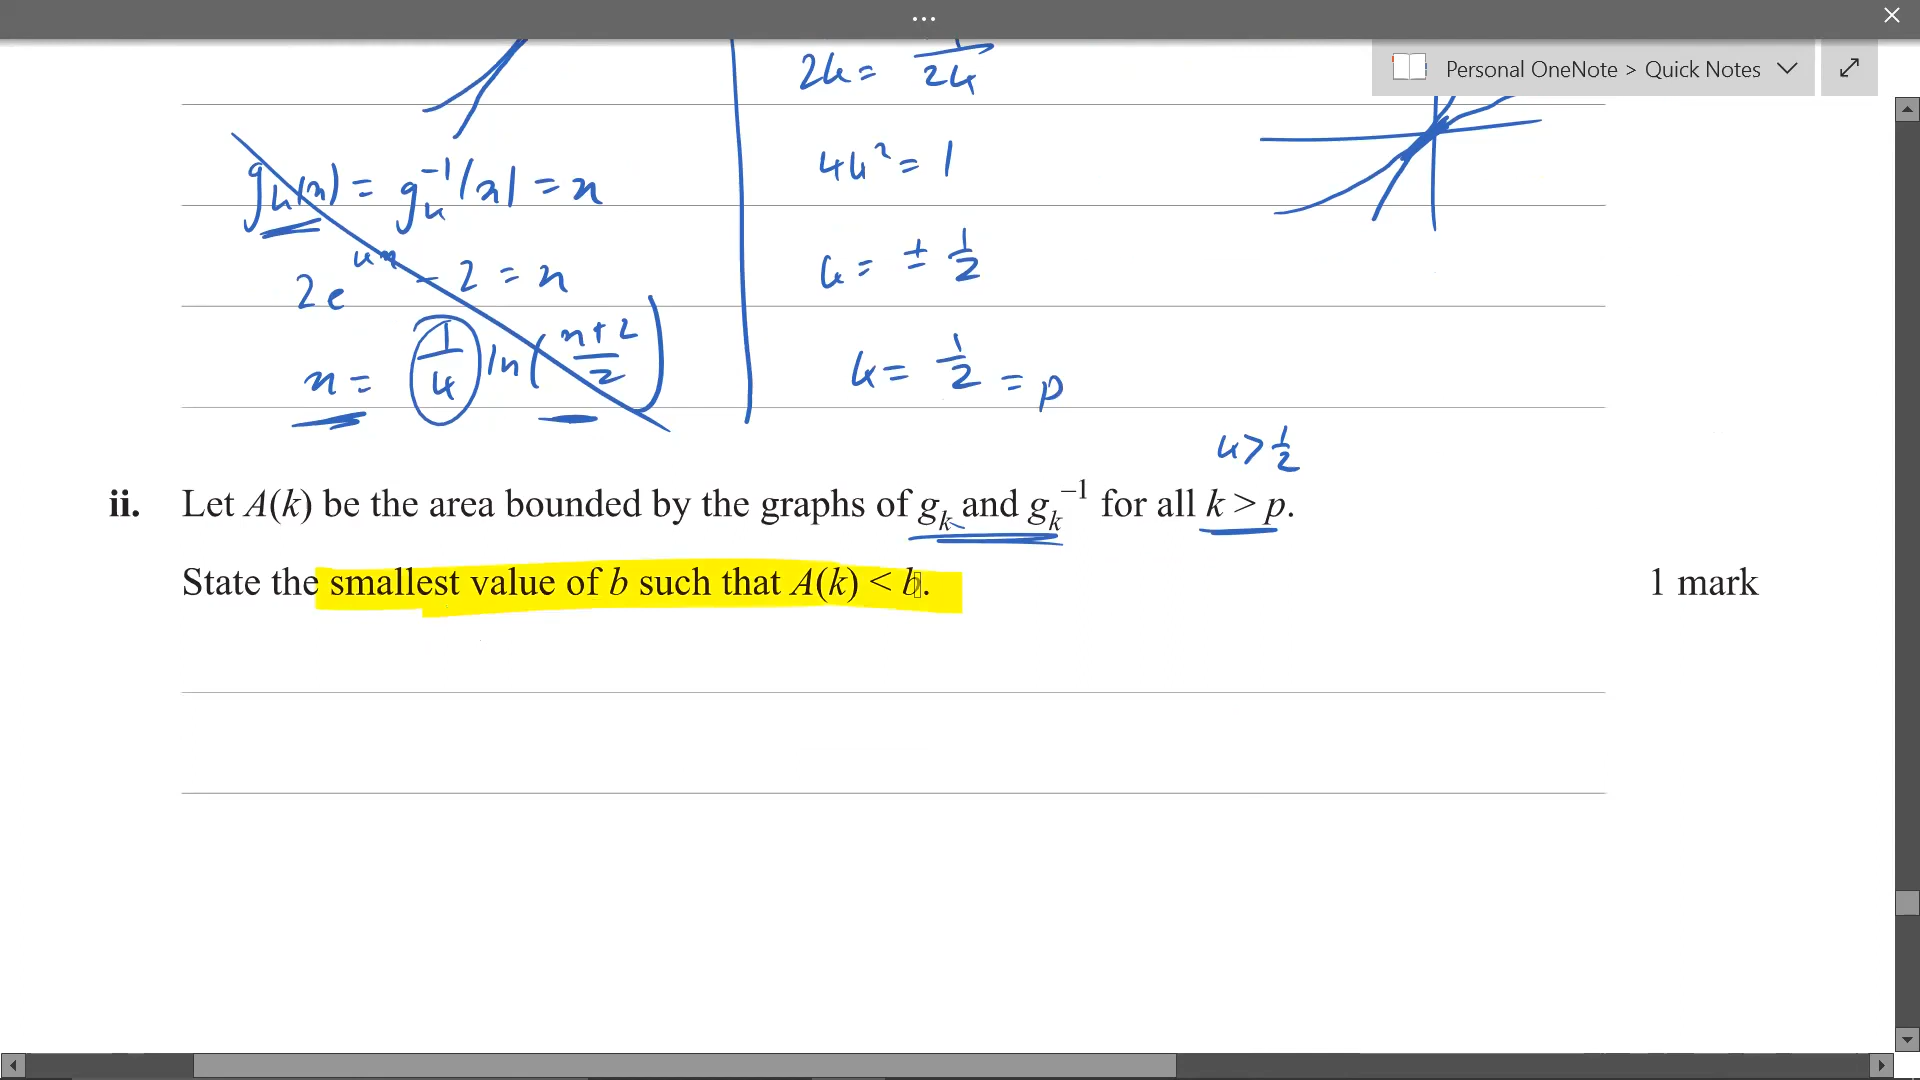 ...
Personal OneNote > Quick Notes
2k = 1/2k
4k² = 1
gₖ(x) = gₖ⁻¹(x) = x
k = ± 1/2
2e^(kx) - 2 = x
x = 1/k ln(x+2/2)
k = 1/2 = p
k > 1/2
ii. Let A(k) be the area bounded by the graphs of gₖ and gₖ⁻¹ for all k > p.
State the smallest value of b such that A(k) < b.
1 mark